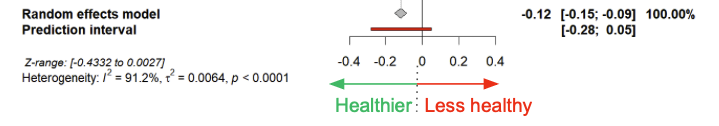 Random effects model -0.12 [-0.15; -0.09] 100.00%
Prediction interval [-0.28; 0.05]
-0.4 -0.2 0 0.2 0.4
Z-range: [-0.4332 to 0.0027]
Heterogeneity: I² = 91.2%, τ² = 0.0064, p < 0.0001
Healthier Less healthy